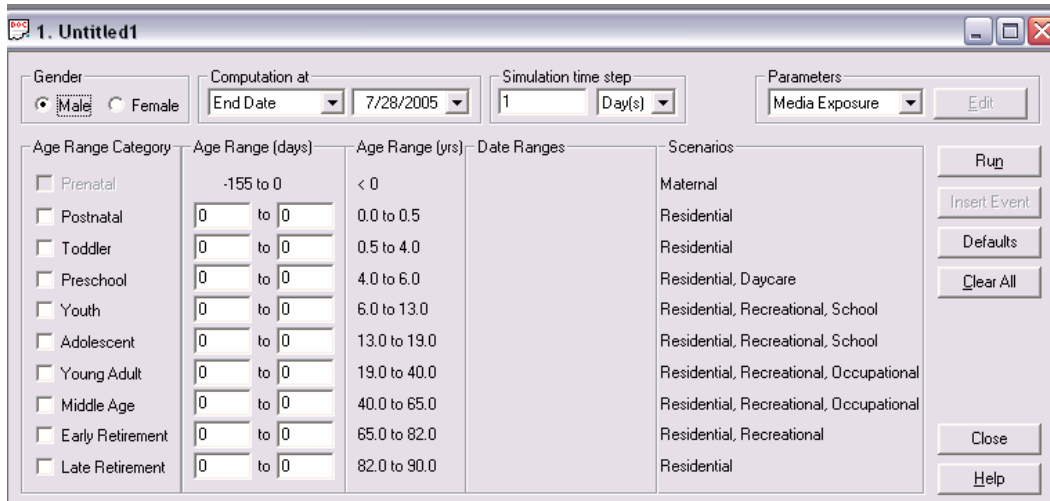 1. Untitled1
Gender
Male
Female
Computation at
End Date
7/28/2005
Simulation time step
1
Day(s)
Parameters
Media Exposure
Edit
Age Range Category
Age Range (days)
Age Range (yrs)
Date Ranges
Scenarios
Prenatal -155 to 0 < 0 Maternal
Postnatal 0 to 0 0.0 to 0.5 Residential
Toddler 0 to 0 0.5 to 4.0 Residential
Preschool 0 to 0 4.0 to 6.0 Residential, Daycare
Youth 0 to 0 6.0 to 13.0 Residential, Recreational, School
Adolescent 0 to 0 13.0 to 19.0 Residential, Recreational, School
Young Adult 0 to 0 19.0 to 40.0 Residential, Recreational, Occupational
Middle Age 0 to 0 40.0 to 65.0 Residential, Recreational, Occupational
Early Retirement 0 to 0 65.0 to 82.0 Residential, Recreational
Late Retirement 0 to 0 82.0 to 90.0 Residential
Run
Insert Event
Defaults
Clear All
Close
Help